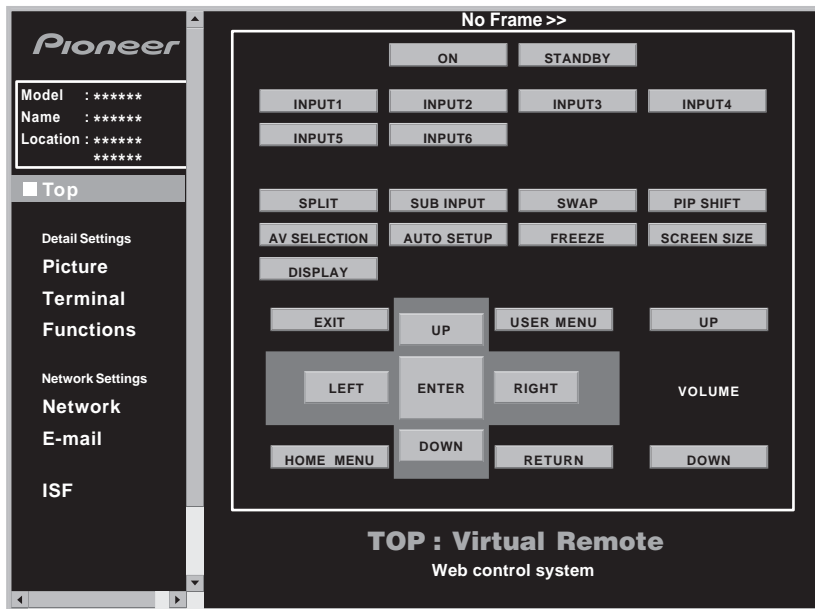 Pioneer
Model : ******
Name : ******
Location : ******
******
Top
Detail Settings
Picture
Terminal
Functions
Network Settings
Network
E-mail
ISF
No Frame >>
ON STANDBY
INPUT1 INPUT2 INPUT3 INPUT4
INPUT5 INPUT6
SPLIT SUB INPUT SWAP PIP SHIFT
AV SELECTION AUTO SETUP FREEZE SCREEN SIZE
DISPLAY
EXIT UP USER MENU UP
LEFT ENTER RIGHT VOLUME
HOME MENU DOWN RETURN DOWN
TOP : Virtual Remote
Web control system